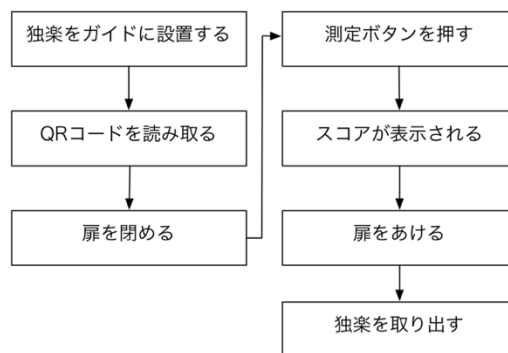 独楽をガイドに設置する
QRコードを読み取る
扉を閉める
測定ボタンを押す
スコアが表示される
扉をあける
独楽を取り出す